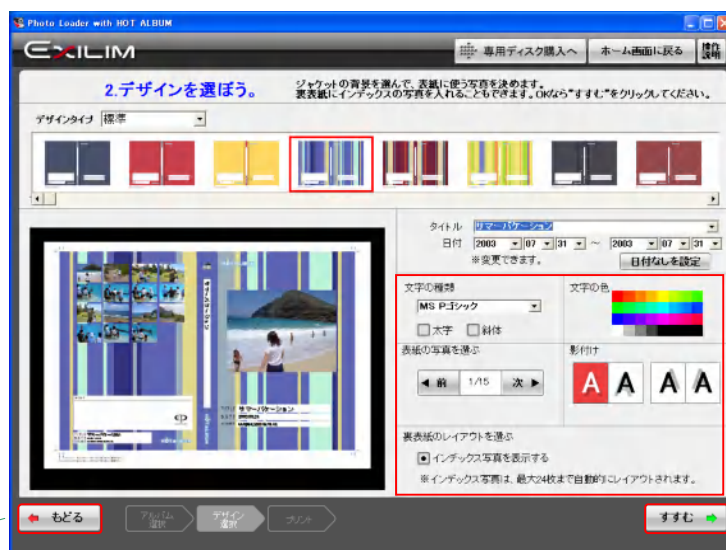 Photo Loader with HOT ALBUM
EXILIM
専用ディスク購入へ
ホーム画面に戻る
操作
説明
2.デザインを選ぼう。
ジャケットの背景を選んで、表紙に使う写真を決めます。
裏表紙にインデックスの写真を入れることもできます。OKなら"すすむ"をクリックしてください。
デザインタイプ 標準
タイトル サマーバケーション
日付 2003 07 31 ～ 2003 07 31
※変更できます。
日付なしを設定
文字の種類
MS Pゴシック
太字 斜体
文字の色
表紙の写真を選ぶ
前 1/15 次
影付け
A A A A
裏表紙のレイアウトを選ぶ
インデックス写真を表示する
※インデックス写真は、最大24枚まで自動的にレイアウトされます。
サマーバケーション
もどる
アルバム
選択
デザイン
選択
プリント
すすむ